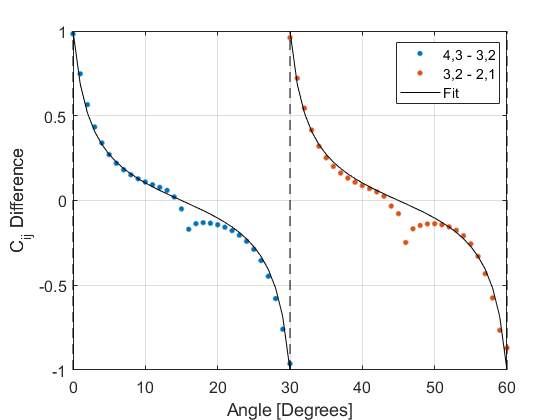 1
0.5
0
-0.5
-1
C_ij Difference
0 10 20 30 40 50 60
Angle [Degrees]
4,3 - 3,2
3,2 - 2,1
Fit